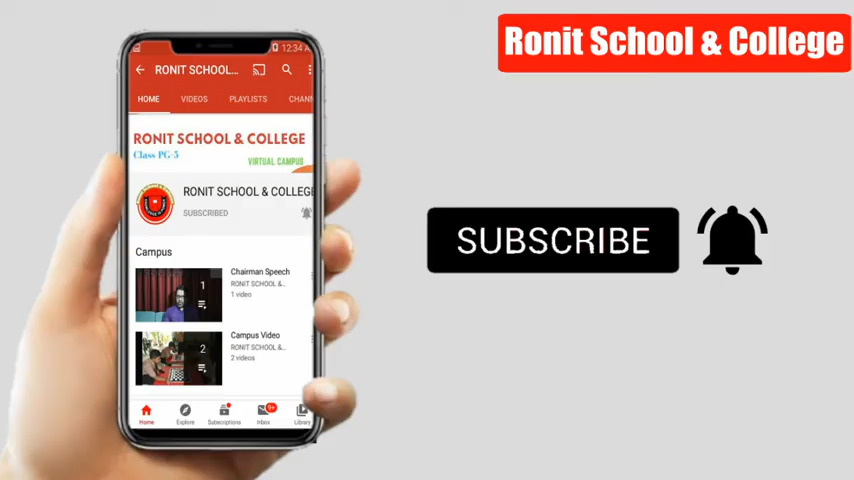 Ronit School & College
12:34
RONIT SCHOOL...
HOME VIDEOS PLAYLISTS CHANN
RONIT SCHOOL & COLLEGE
Class PG-5
VIRTUAL CAMPUS
RONIT SCHOOL & COLLEGE
SUBSCRIBED
Campus
1
Chairman Speech
RONIT SCHOOL &..
1 video
2
Campus Video
RONIT SCHOOL &..
2 videos
9+
Home Explore Subscriptions Inbox Library
SUBSCRIBE